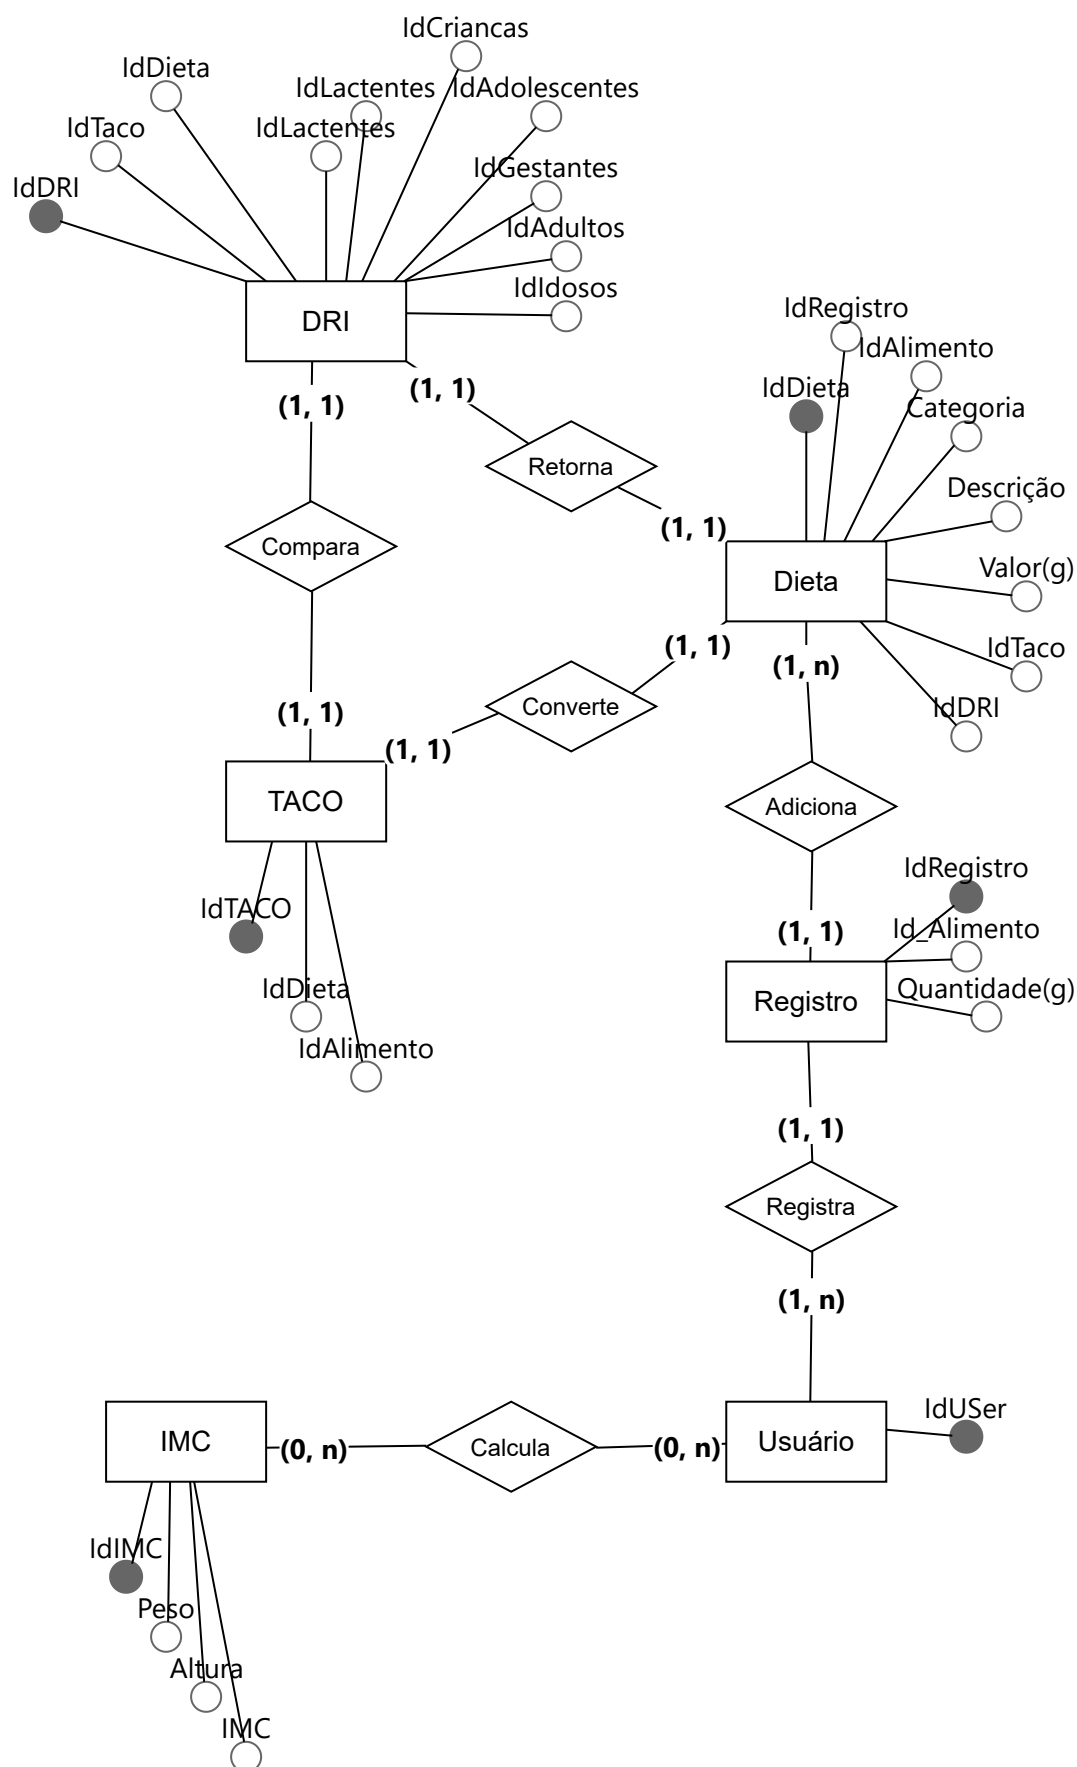 IdCriancas
IdDieta
IdLactentes
IdAdolescentes
IdTaco
IdLactentes
IdGestantes
IdDRI
IdAdultos
IdIdosos
DRI
IdRegistro
IdAlimento
IdDieta
(1, 1)
(1, 1)
Categoria
Retorna
Descrição
(1, 1)
Compara
Valor(g)
Dieta
(1, 1)
(1, n)
IdTaco
Converte
IdDRI
(1, 1)
(1, 1)
TACO
Adiciona
IdTACO
IdRegistro
(1, 1)
Id_Alimento
IdDieta
Quantidade(g)
Registro
IdAlimento
(1, 1)
Registra
(1, n)
IdUSer
IMC
(0, n)
Calcula
(0, n)
Usuário
IdIMC
Peso
Altura
IMC